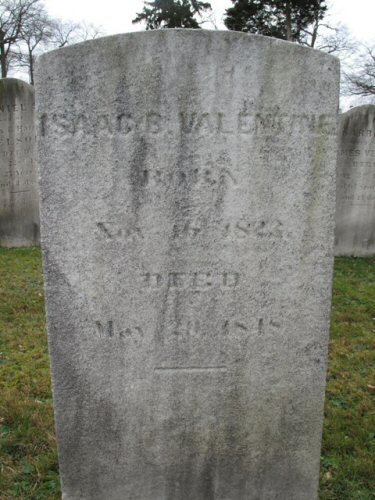 ISAAC B. VALENTINE
BORN
Nov. 16, 1823.
DIED
May 20, 1848.